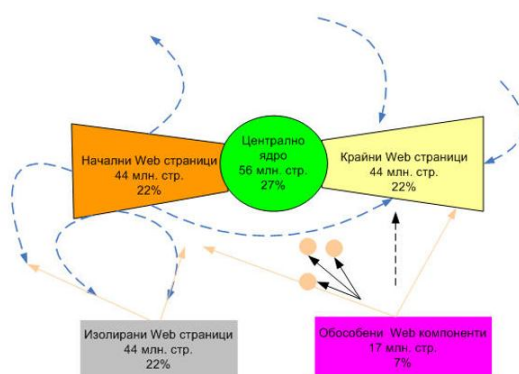 Начални Web страници
44 млн. стр.
22%
Централно
ядро
56 млн. стр.
27%
Крайни Web страници
44 млн. стр.
22%
Изолирани Web страници
44 млн. стр.
22%
Обособени Web компоненти
17 млн. стр.
7%